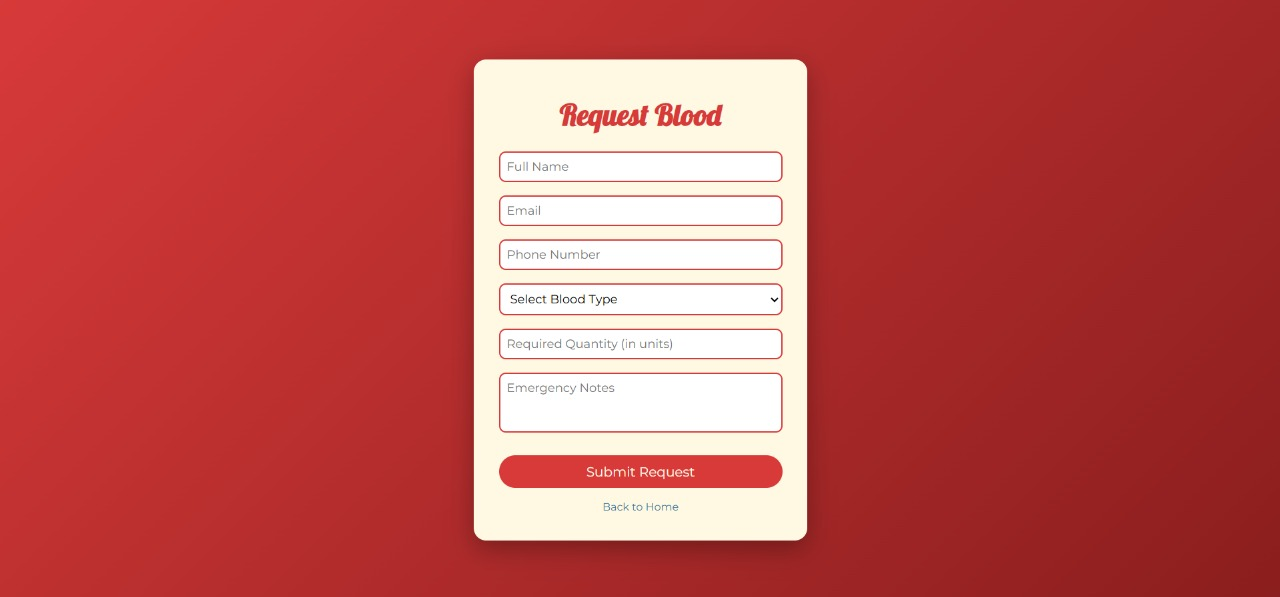 Request Blood
Full Name
Email
Phone Number
Select Blood Type
Required Quantity (in units)
Emergency Notes
Submit Request
Back to Home